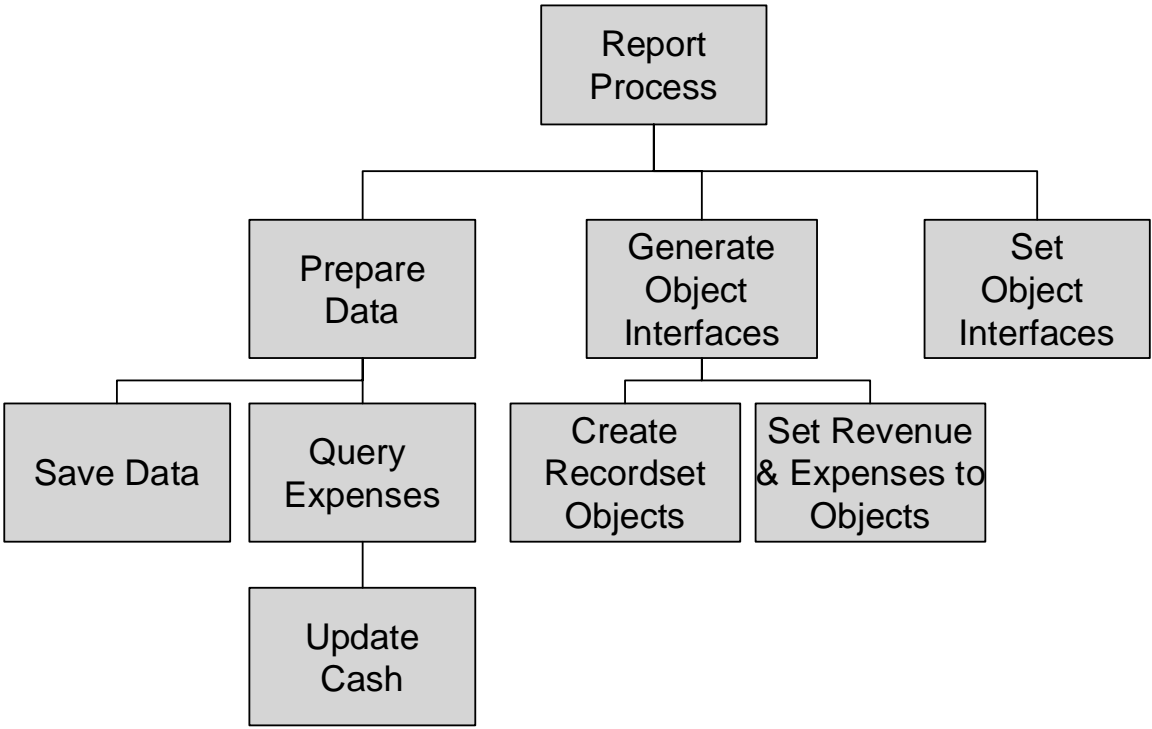 Report
Process
Prepare
Data
Generate
Object
Interfaces
Set
Object
Interfaces
Save Data
Query
Expenses
Create
Recordset
Objects
Set Revenue
& Expenses to
Objects
Update
Cash